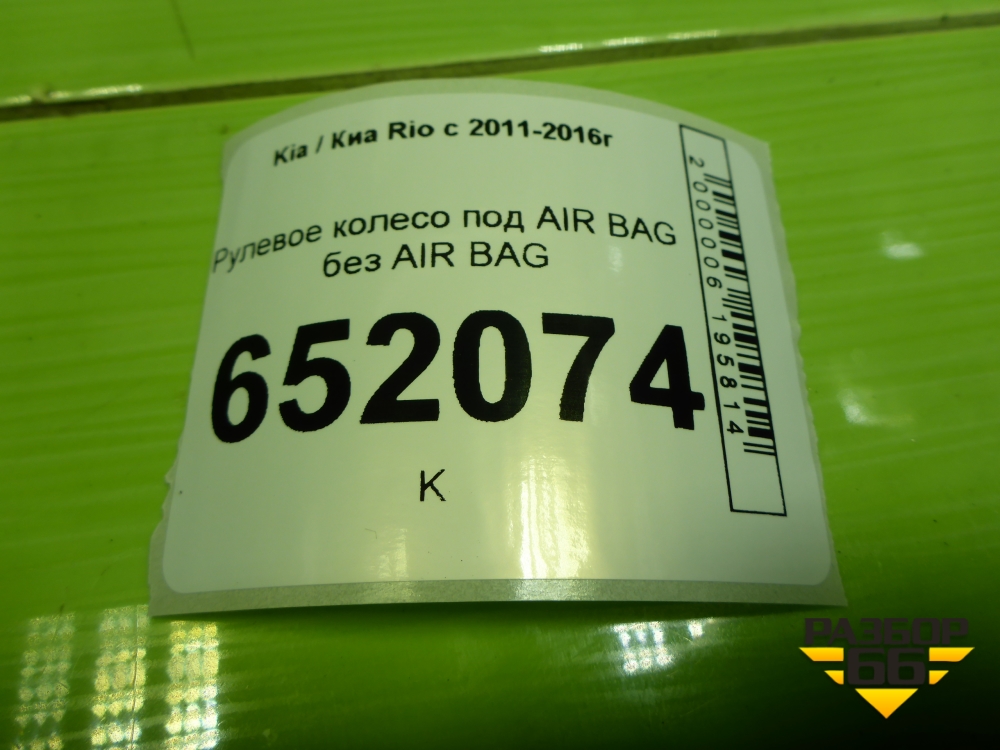 Kia / Киа Rio с 2011-2016г
Рулевое колесо под AIR BAG
без AIR BAG
652074
К
2000006195814
РАЗБОР
66